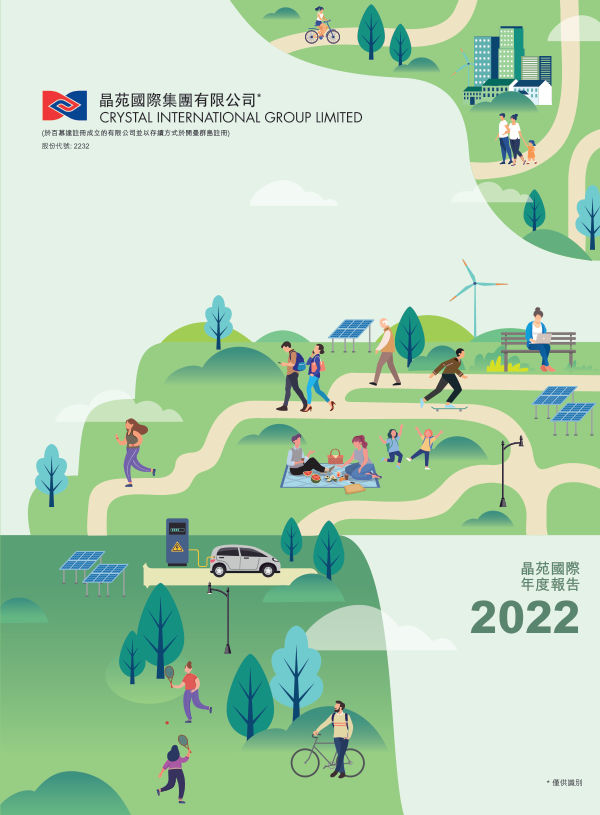 晶苑國際集團有限公司*
CRYSTAL INTERNATIONAL GROUP LIMITED
(於百慕達註冊成立的有限公司並以存續方式於開曼群島註冊)
股份代號: 2232
晶苑國際
年度報告
2022
* 僅供識別